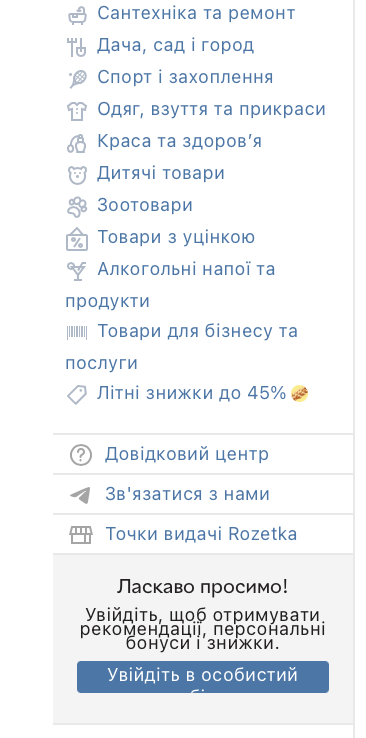 Сантехніка та ремонт
Дача, сад і город
Спорт і захоплення
Одяг, взуття та прикраси
Краса та здоров’я
Дитячі товари
Зоотовари
Товари з уцінкою
Алкогольні напої та
продукти
Товари для бізнесу та
послуги
Літні знижки до 45%
Довідковий центр
Зв'язатися з нами
Точки видачі Rozetka
Ласкаво просимо!
Увійдіть, щоб отримувати
рекомендації, персональні
бонуси і знижки.
Увійдіть в особистий